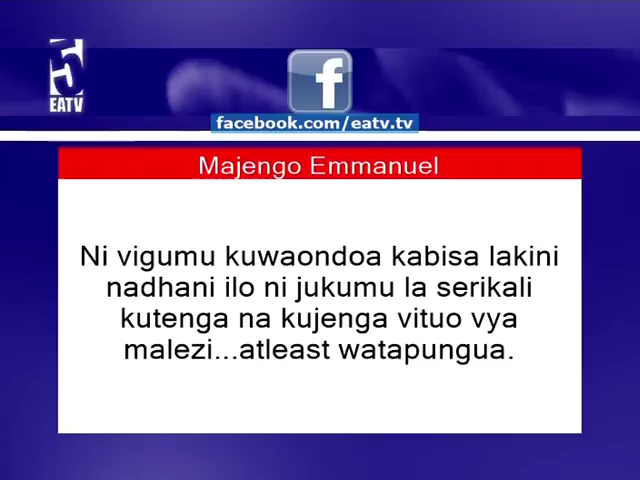 5
EATV
f
facebook.com/eatv.tv
Majengo Emmanuel
Ni vigumu kuwaondoa kabisa lakini
nadhani ilo ni jukumu la serikali
kutenga na kujenga vituo vya
malezi...atleast watapungua.